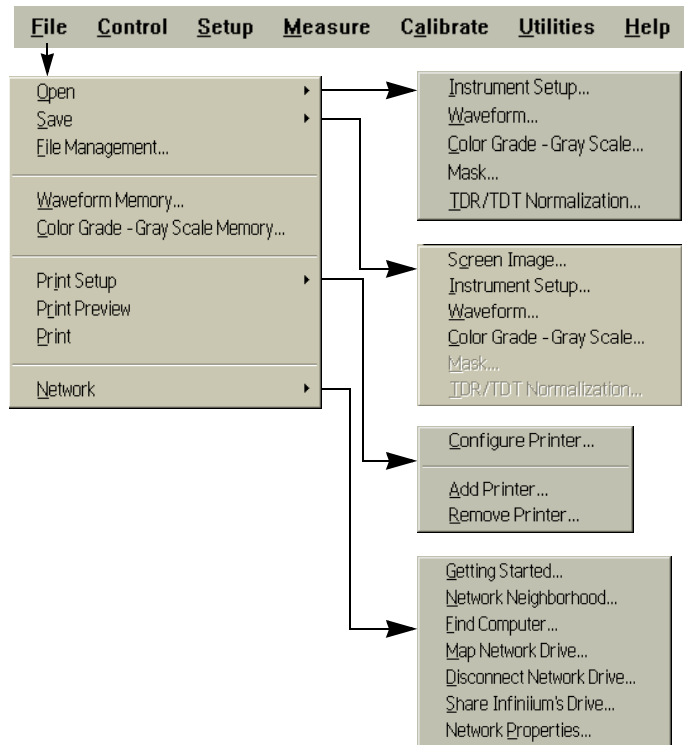 File Control Setup Measure Calibrate Utilities Help
Open
Save
File Management...
Waveform Memory...
Color Grade - Gray Scale Memory...
Print Setup
Print Preview
Print
Network
Instrument Setup...
Waveform...
Color Grade - Gray Scale...
Mask...
TDR/TDT Normalization...
Screen Image...
Instrument Setup...
Waveform...
Color Grade - Gray Scale...
Mask...
TDR/TDT Normalization...
Configure Printer...
Add Printer...
Remove Printer...
Getting Started...
Network Neighborhood...
Find Computer...
Map Network Drive...
Disconnect Network Drive...
Share Infiniium's Drive...
Network Properties...